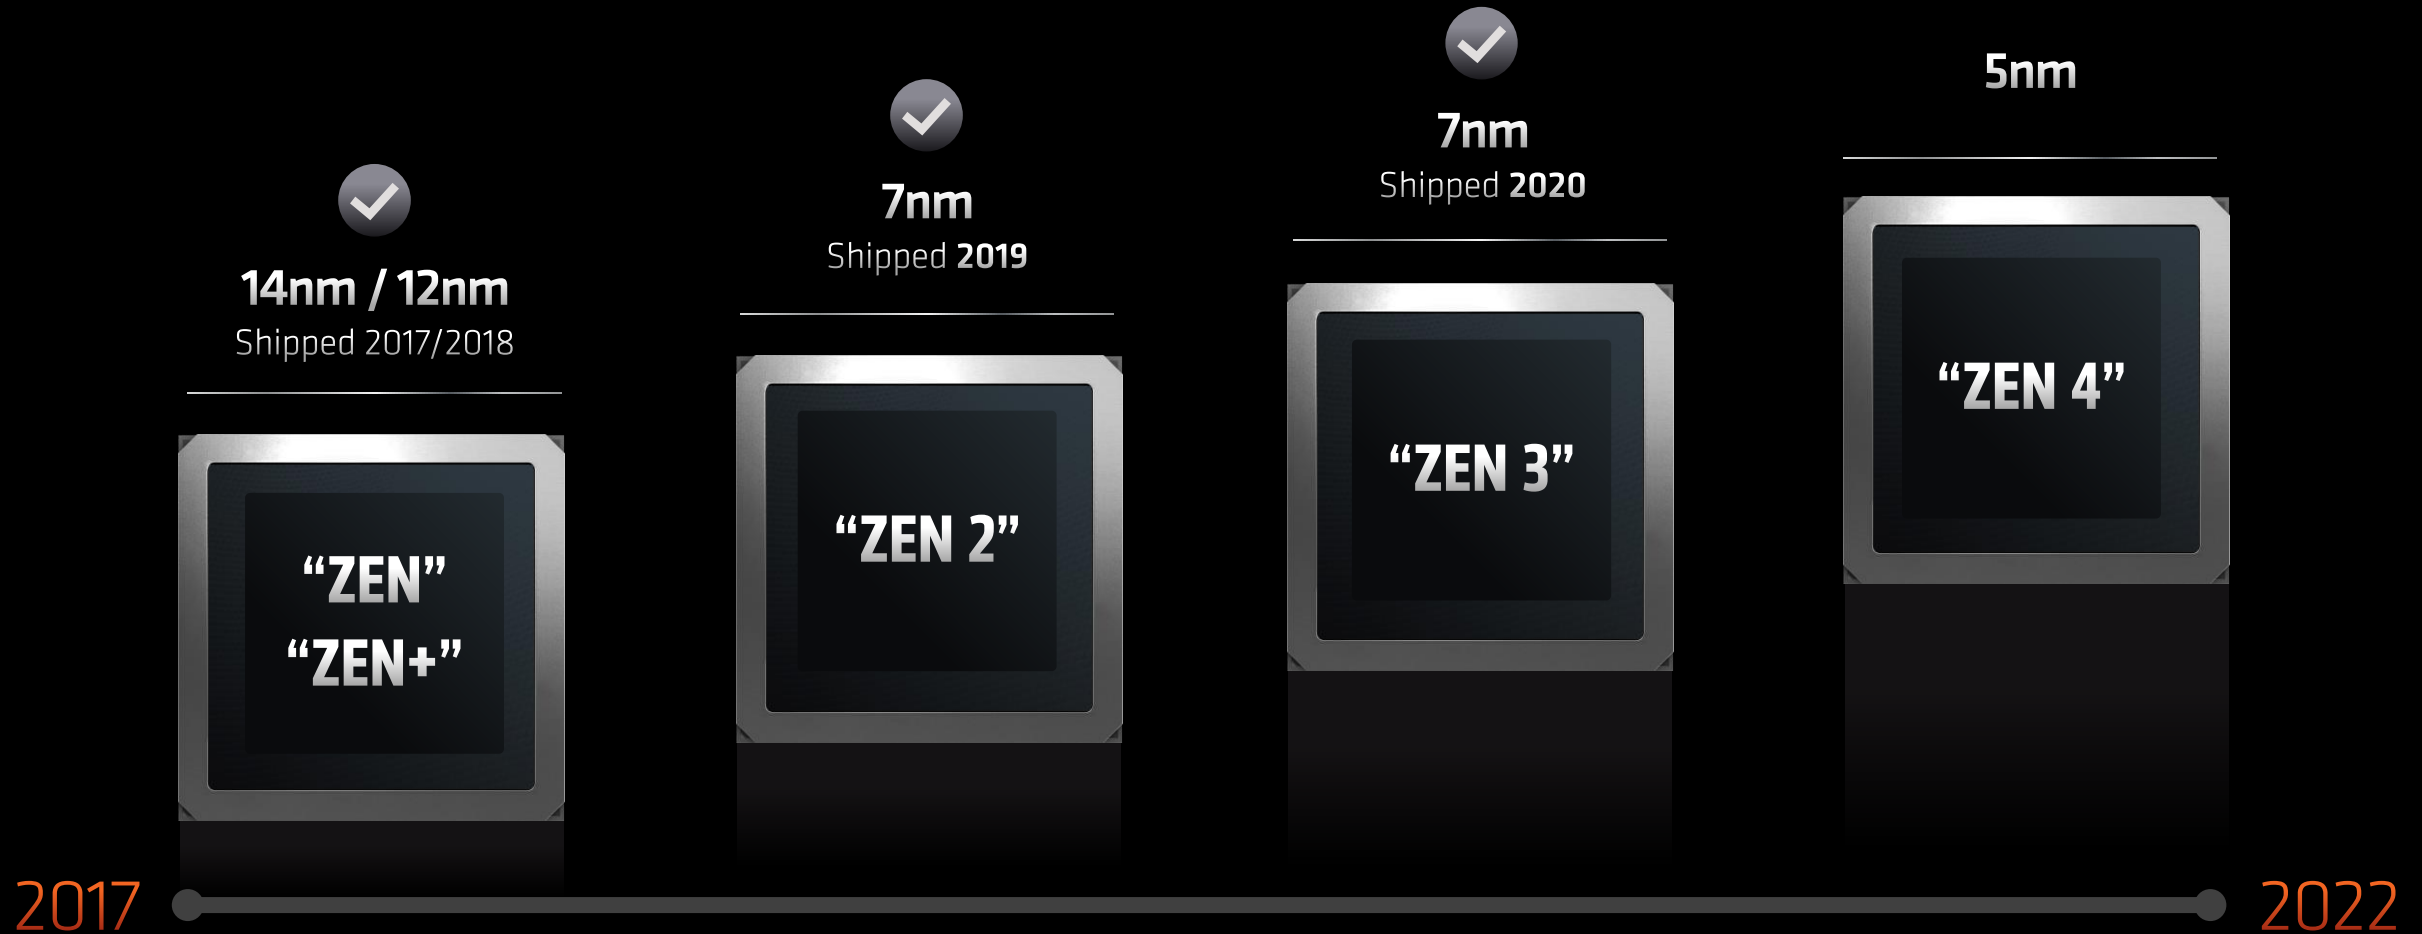 14nm / 12nm
Shipped 2017/2018
“ZEN”
“ZEN+”
7nm
Shipped 2019
“ZEN 2”
7nm
Shipped 2020
“ZEN 3”
5nm
“ZEN 4”
2017
2022